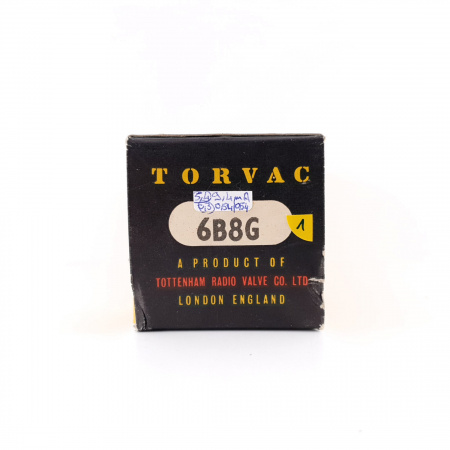 TORVAC
6B8G
1
A PRODUCT OF
TOTTENHAM RADIO VALVE CO. LTD
LONDON ENGLAND